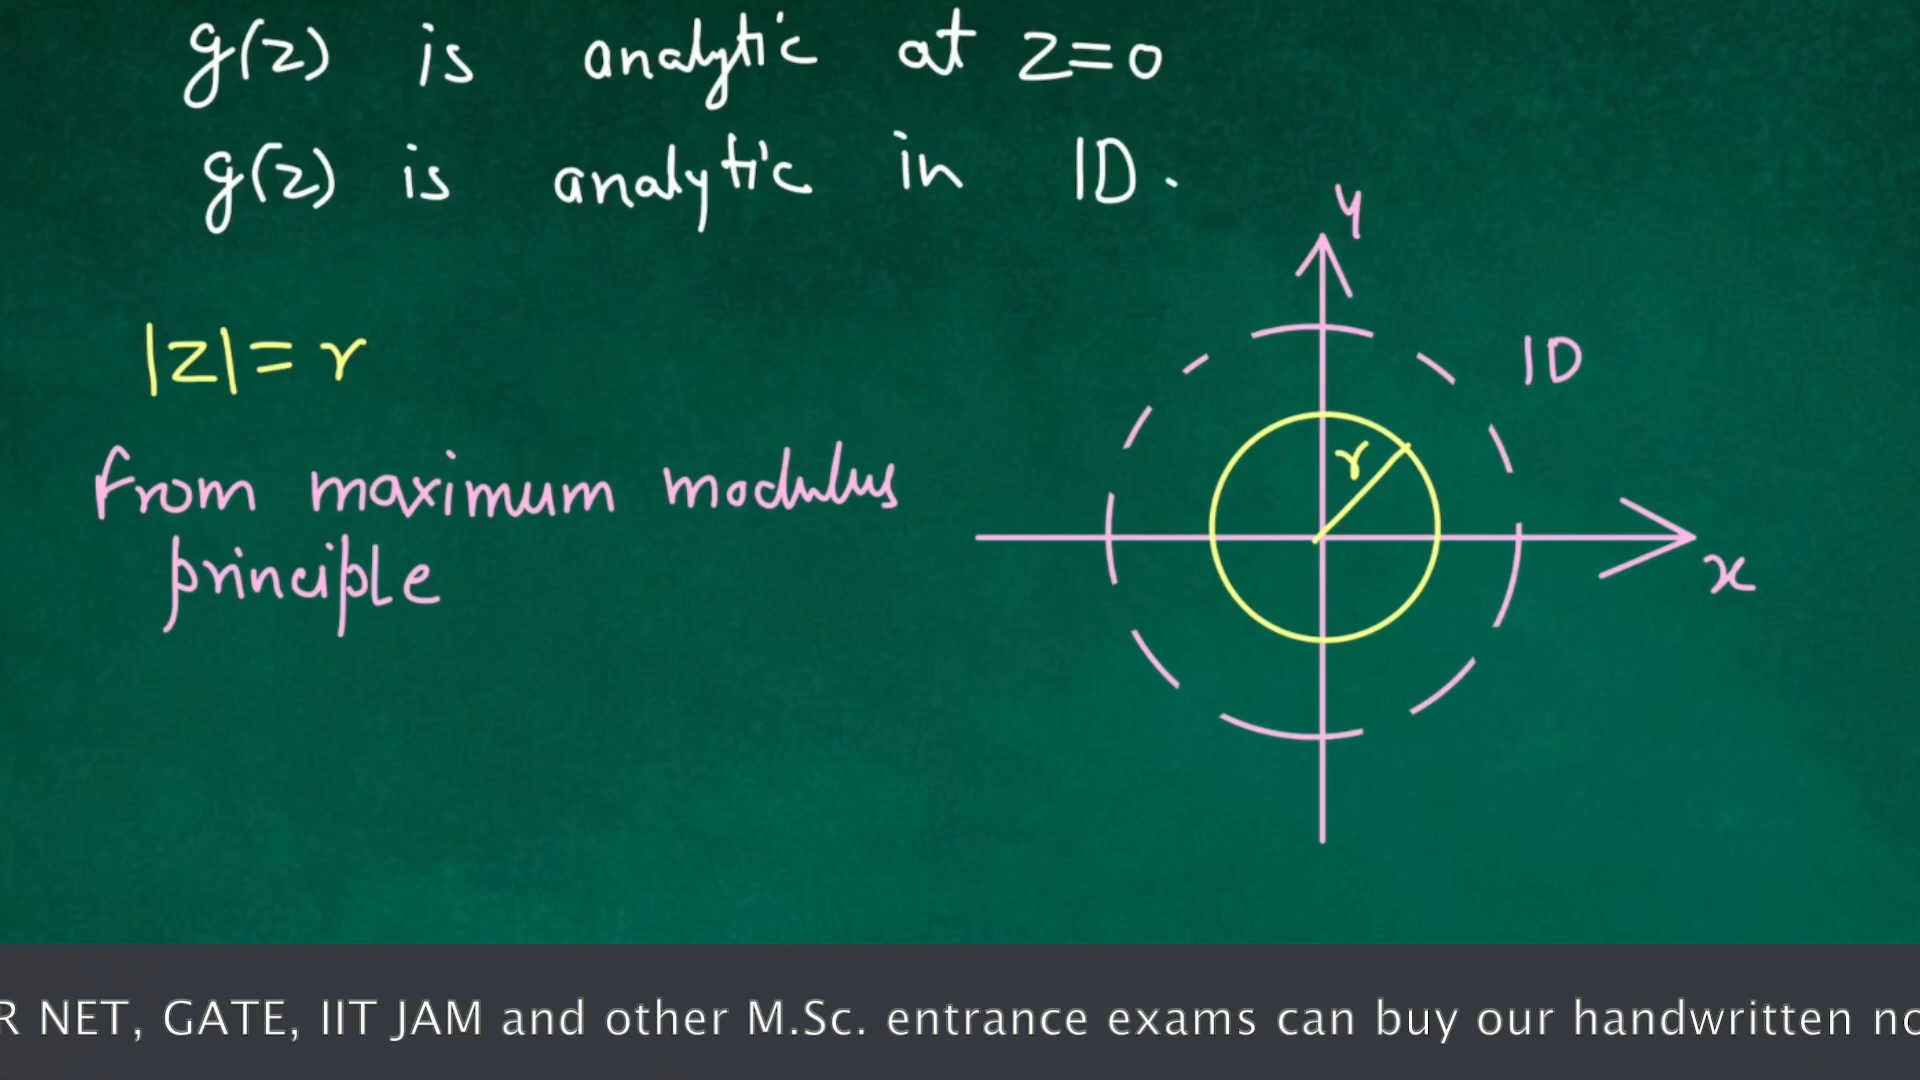 g(z) is analytic at z=0
g(z) is analytic in ID.
y
|z|=r
ID
r
from maximum modulus
principle
x
R NET, GATE, IIT JAM and other M.Sc. entrance exams can buy our handwritten no